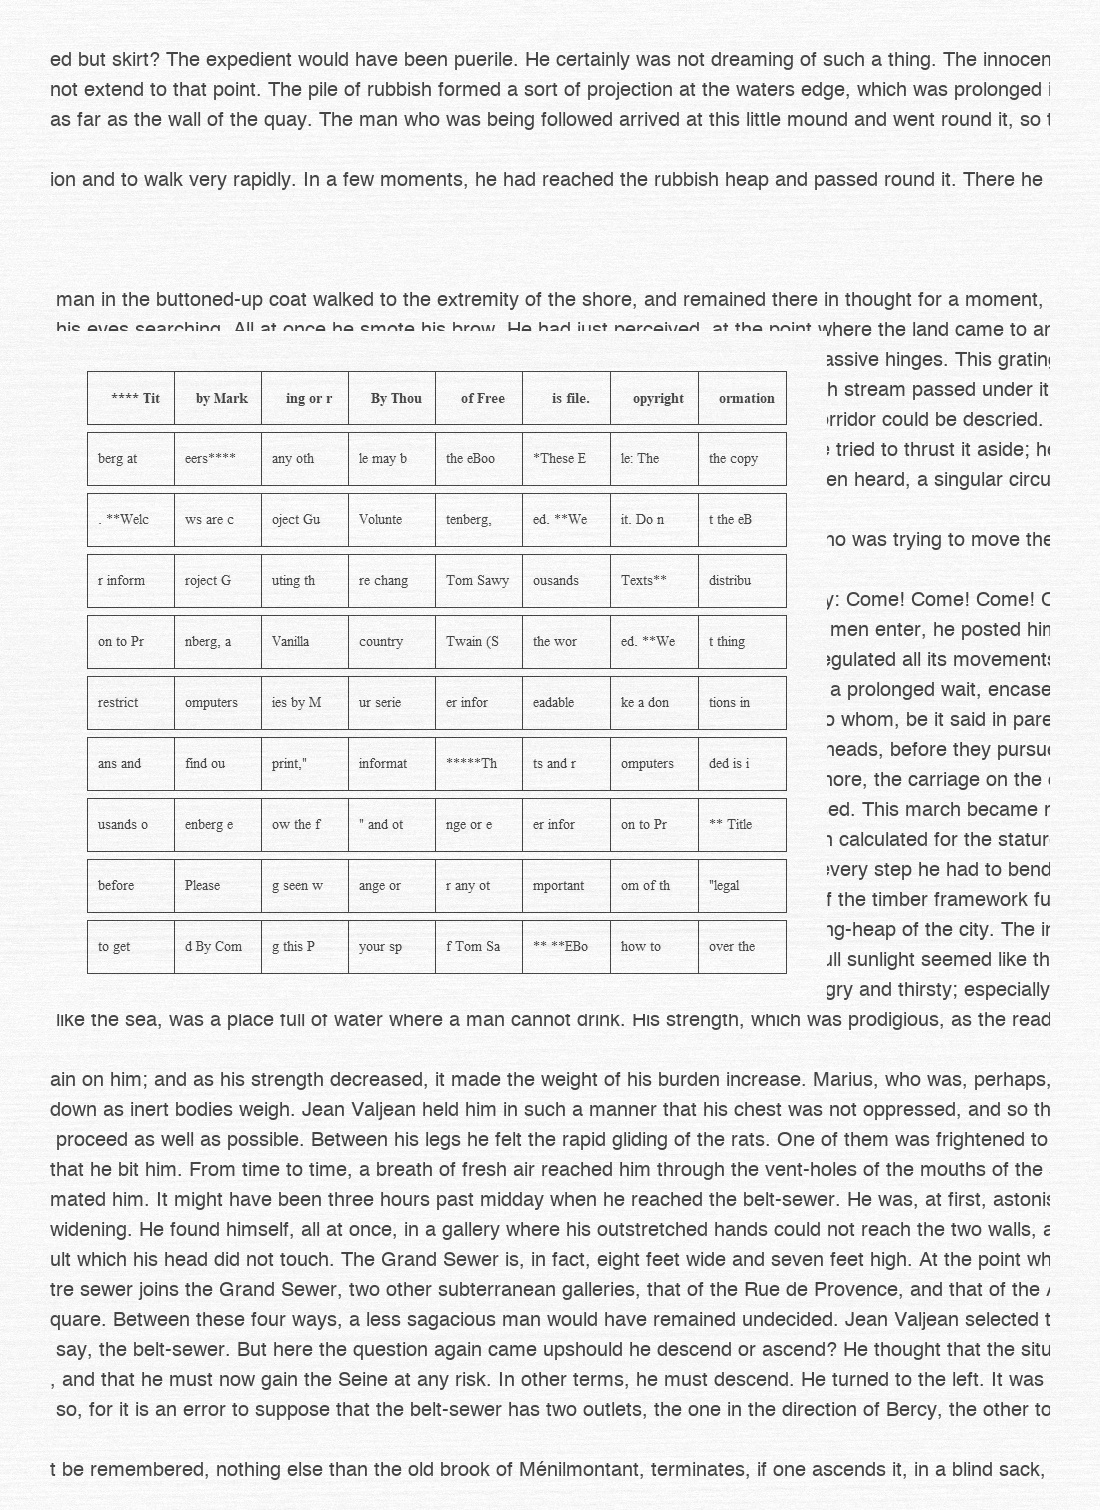 ed but skirt? The expedient would have been puerile. He certainly was not dreaming of such a thing. The innocen
not extend to that point. The pile of rubbish formed a sort of projection at the waters edge, which was prolonged
as far as the wall of the quay. The man who was being followed arrived at this little mound and went round it, so
ion and to walk very rapidly. In a few moments, he had reached the rubbish heap and passed round it. There he
man in the buttoned-up coat walked to the extremity of the shore, and remained there in thought for a moment,
his eyes searching. All at once he smote his brow. He had just perceived, at the point where the land came to an
assive hinges. This grating
h stream passed under it
rridor could be descried.
tried to thrust it aside; he
en heard, a singular circu
no was trying to move the
y: Come! Come! Come! C
men enter, he posted him
egulated all its movements
a prolonged wait, encase
o whom, be it said in pare
heads, before they pursue
nore, the carriage on the
ed. This march became r
n calculated for the stature
every step he had to bend
f the timber framework fu
ng-heap of the city. The in
ull sunlight seemed like th
gry and thirsty; especially
**** Tit by Mark ing or r By Thou of Free is file. opyright ormation
berg at eers**** any oth le may b the eBoo *These E le: The the copy
. **Welc ws are c oject Gu Volunte tenberg, ed. **We it. Do n t the eB
r inform roject G uting th re chang Tom Sawy ousands Texts** distribu
on to Pr nberg, a Vanilla country Twain (S the wor ed. **We t thing
restrict omputers ies by M ur serie er infor eadable ke a don tions in
ans and find ou print," informat *****Th ts and r omputers ded is i
usands o enberg e ow the f " and ot nge or e er infor on to Pr ** Title
before Please g seen w ange or r any ot mportant om of th "legal
to get d By Com g this P your sp f Tom Sa ** **EBo how to over the
like the sea, was a place full of water where a man cannot drink. His strength, which was prodigious, as the read
ain on him; and as his strength decreased, it made the weight of his burden increase. Marius, who was, perhaps,
down as inert bodies weigh. Jean Valjean held him in such a manner that his chest was not oppressed, and so th
proceed as well as possible. Between his legs he felt the rapid gliding of the rats. One of them was frightened to
that he bit him. From time to time, a breath of fresh air reached him through the vent-holes of the mouths of the
mated him. It might have been three hours past midday when he reached the belt-sewer. He was, at first, astonis
widening. He found himself, all at once, in a gallery where his outstretched hands could not reach the two walls, a
ult which his head did not touch. The Grand Sewer is, in fact, eight feet wide and seven feet high. At the point wh
tre sewer joins the Grand Sewer, two other subterranean galleries, that of the Rue de Provence, and that of the A
quare. Between these four ways, a less sagacious man would have remained undecided. Jean Valjean selected t
say, the belt-sewer. But here the question again came upshould he descend or ascend? He thought that the situ
, and that he must now gain the Seine at any risk. In other terms, he must descend. He turned to the left. It was
so, for it is an error to suppose that the belt-sewer has two outlets, the one in the direction of Bercy, the other to
t be remembered, nothing else than the old brook of Ménilmontant, terminates, if one ascends it, in a blind sack,